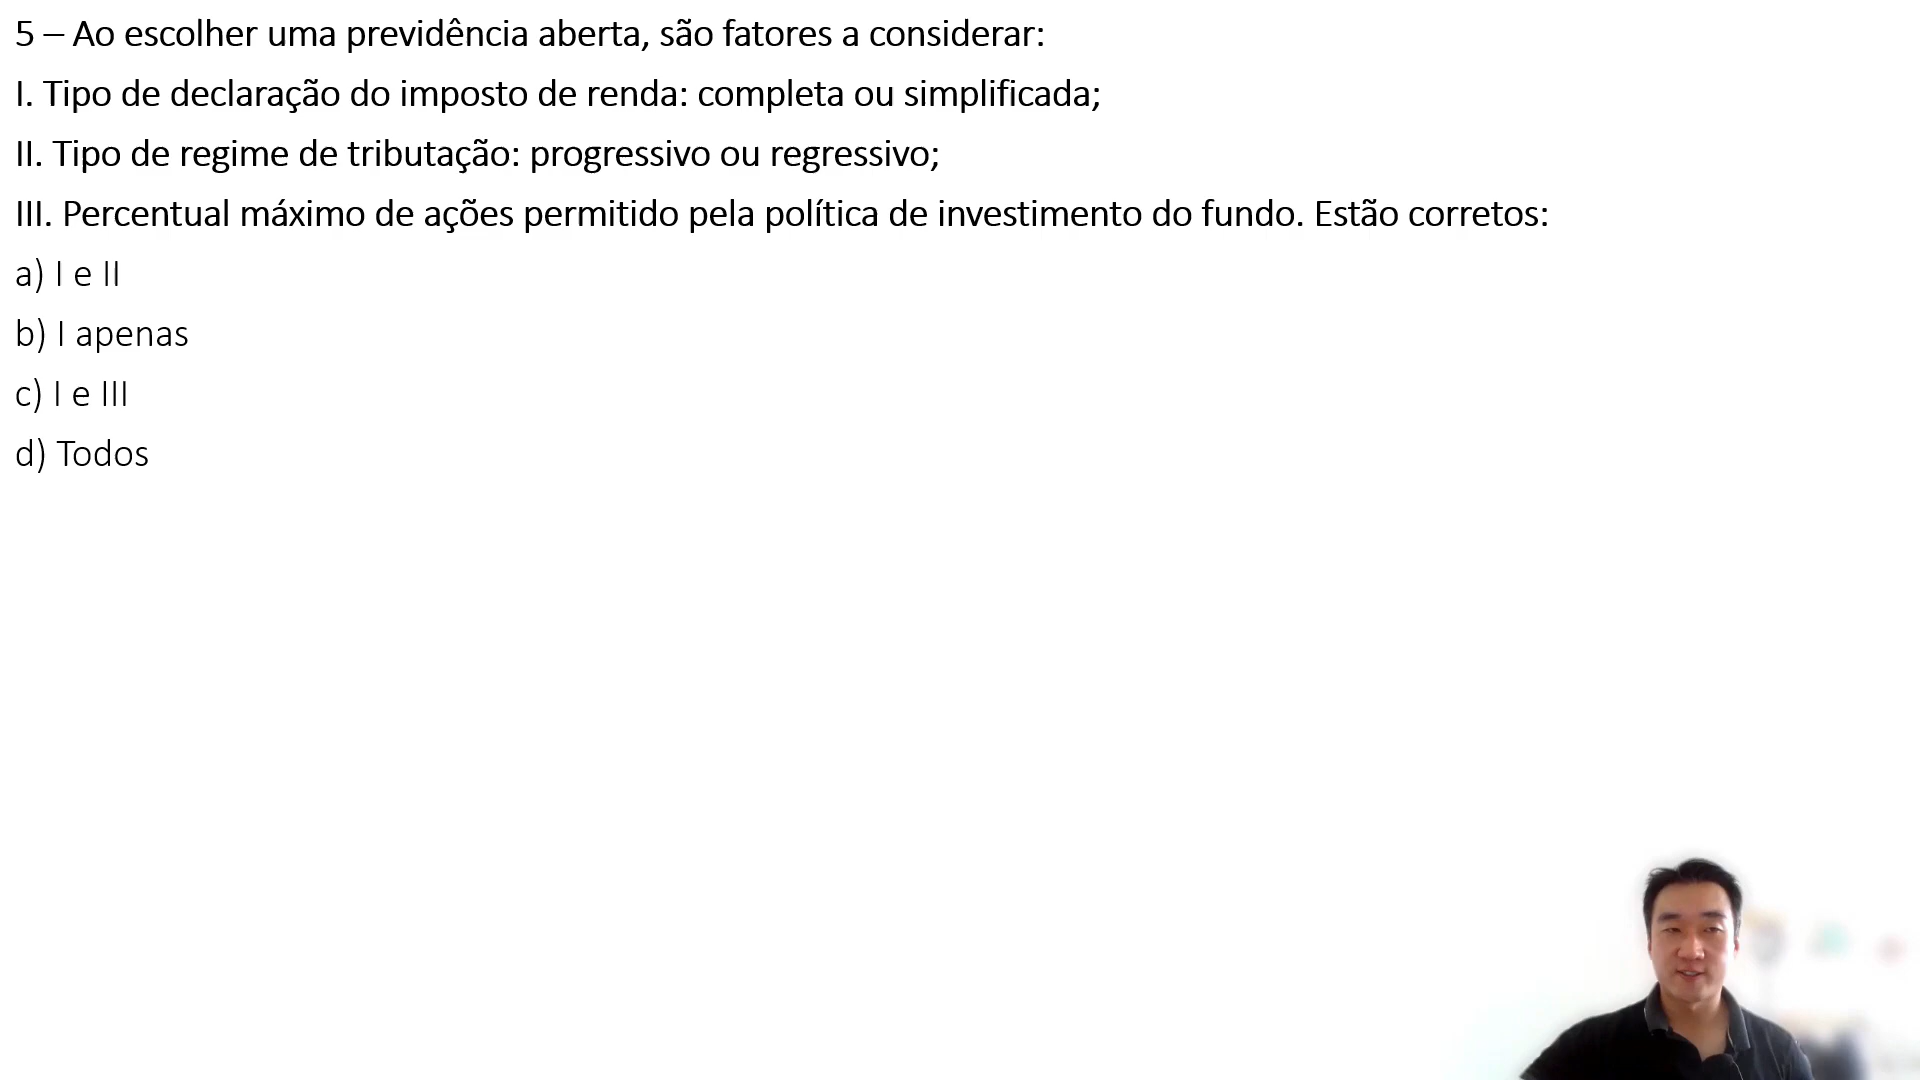 5 – Ao escolher uma previdência aberta, são fatores a considerar:
I. Tipo de declaração do imposto de renda: completa ou simplificada;
II. Tipo de regime de tributação: progressivo ou regressivo;
III. Percentual máximo de ações permitido pela política de investimento do fundo. Estão corretos:
a) I e II
b) I apenas
c) I e III
d) Todos